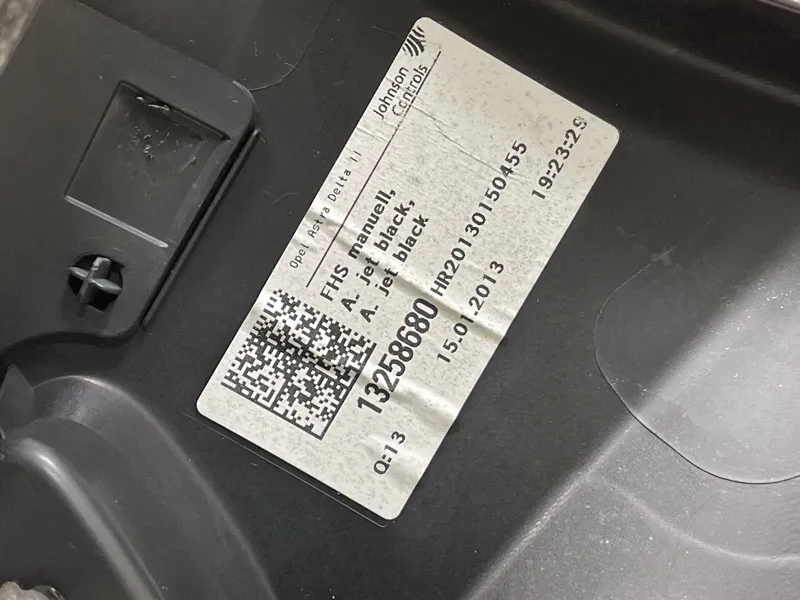 Johnson
Controls
Opel Astra Delta II
FHS manuell,
A. jet black,
A. jet black
13258680 HR20130150455
15.01.2013 19:23:29
Q:13